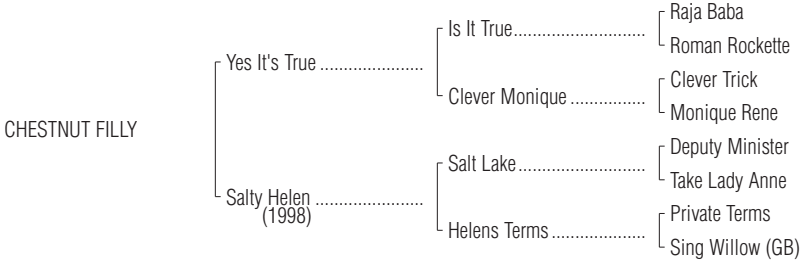 Raja Baba
Is It True
Roman Rockette
Yes It's True
Clever Trick
Clever Monique
Monique Rene
CHESTNUT FILLY
Deputy Minister
Salt Lake
Take Lady Anne
Salty Helen
(1998)
Private Terms
Helens Terms
Sing Willow (GB)